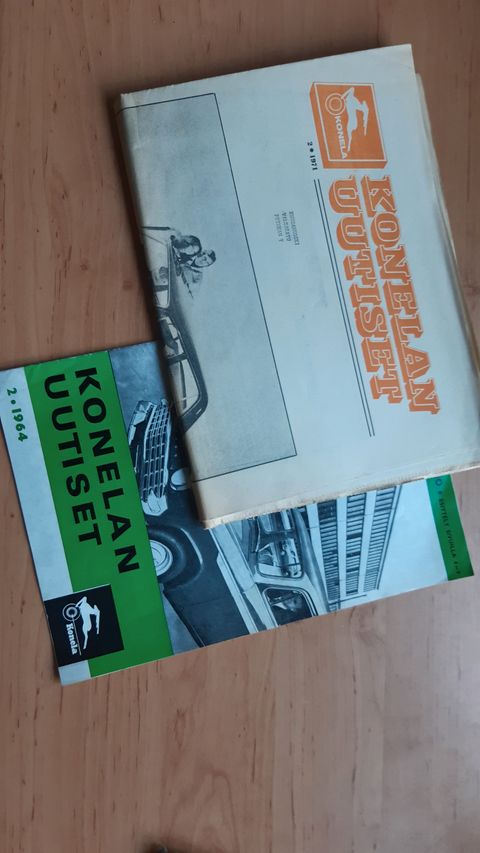 KONELA
2 • 1971
KONELAN
UUTISET
2 • 1964
KONELAN
UUTISET
Konela